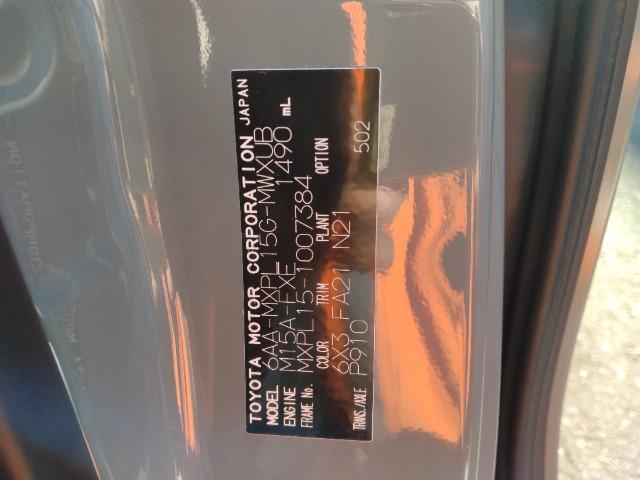 TOYOTA MOTOR CORPORATION JAPAN
MODEL 6AA-MXPL15G-MWXUB
ENGINE M15A-FXE 1490 mL
FRAME No. MXPL15-1007384
COLOR TRIM PLANT OPTION
6X3 FA21 N21 502
TRANS./AXLE P910